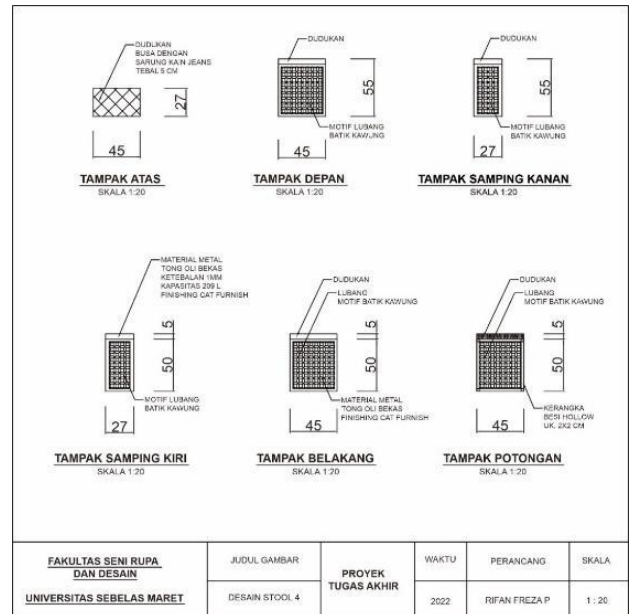 DUDUKAN
BUSA DENGAN
SARUNG KAIN JEANS
TEBAL 5 CM
27
45
TAMPAK ATAS
SKALA 1:20
DUDUKAN
55
MOTIF LUBANG
BATIK KAWUNG
45
TAMPAK DEPAN
SKALA 1:20
DUDUKAN
55
MOTIF LUBANG
BATIK KAWUNG
27
TAMPAK SAMPING KANAN
SKALA 1:20
MATERIAL METAL
TONG OLI BEKAS
KETEBALAN 1MM
KAPASITAS 209 L
FINISHING CAT FURNISH
5
50
MOTIF LUBANG
BATIK KAWUNG
27
TAMPAK SAMPING KIRI
SKALA 1:20
DUDUKAN
LUBANG
MOTIF BATIK KAWUNG
5
50
MATERIAL METAL
TONG OLI BEKAS
FINISHING CAT FURNISH
45
TAMPAK BELAKANG
SKALA 1:20
DUDUKAN
LUBANG
MOTIF BATIK KAWUNG
5
50
KERANGKA
BESI HOLLOW
UK. 2X2 CM
45
TAMPAK POTONGAN
SKALA 1:20
FAKULTAS SENI RUPA
DAN DESAIN
UNIVERSITAS SEBELAS MARET
JUDUL GAMBAR
DESAIN STOOL 4
PROYEK
TUGAS AKHIR
WAKTU
2022
PERANCANG
RIFAN FREZA P
SKALA
1 : 20